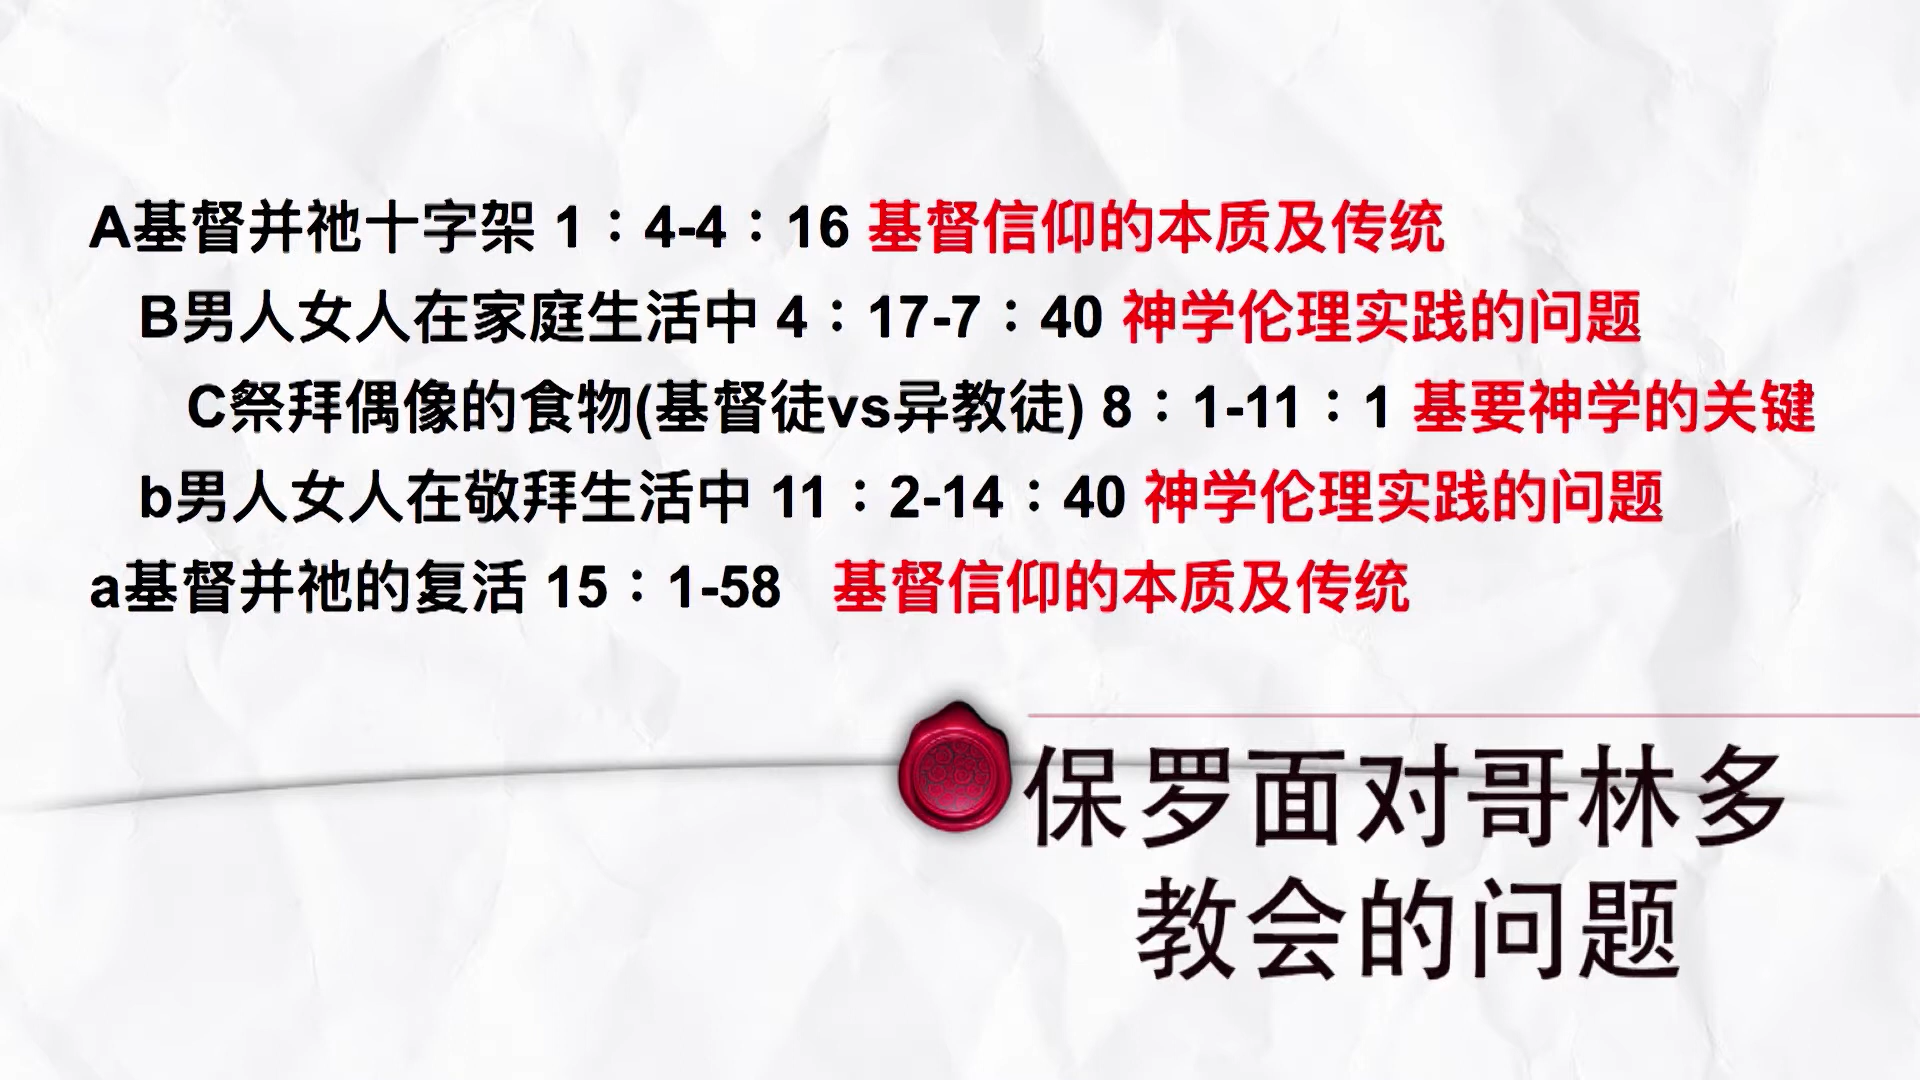 A基督并祂十字架 1：4-4：16 基督信仰的本质及传统
B男人女人在家庭生活中 4：17-7：40 神学伦理实践的问题
C祭拜偶像的食物(基督徒vs异教徒) 8：1-11：1 基要神学的关键
b男人女人在敬拜生活中 11：2-14：40 神学伦理实践的问题
a基督并祂的复活 15：1-58 基督信仰的本质及传统
保罗面对哥林多
教会的问题